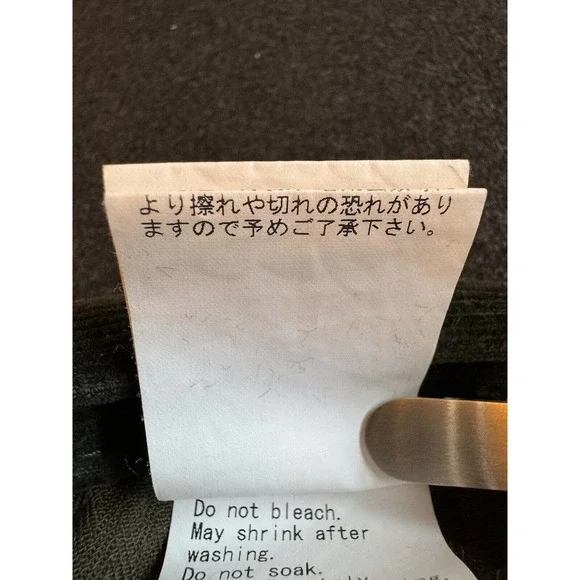 より擦れや切れの恐れがあり
ますので予めご了承下さい。
Do not bleach.
May shrink after
washing.
Do not soak.